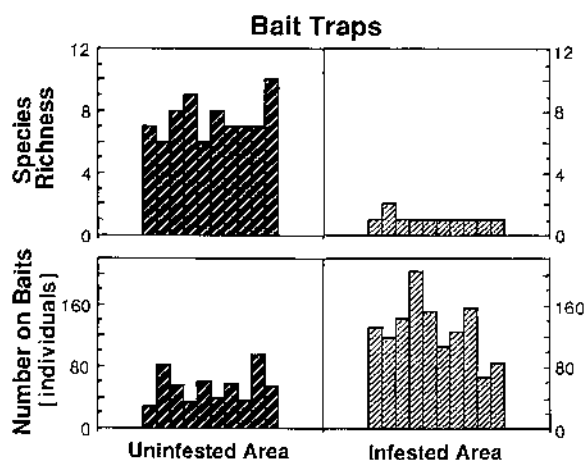 Bait Traps
Species
Richness
12
8
4
0
12
8
4
0
Number on Baits
[individuals]
160
80
0
160
80
0
Uninfested Area
Infested Area